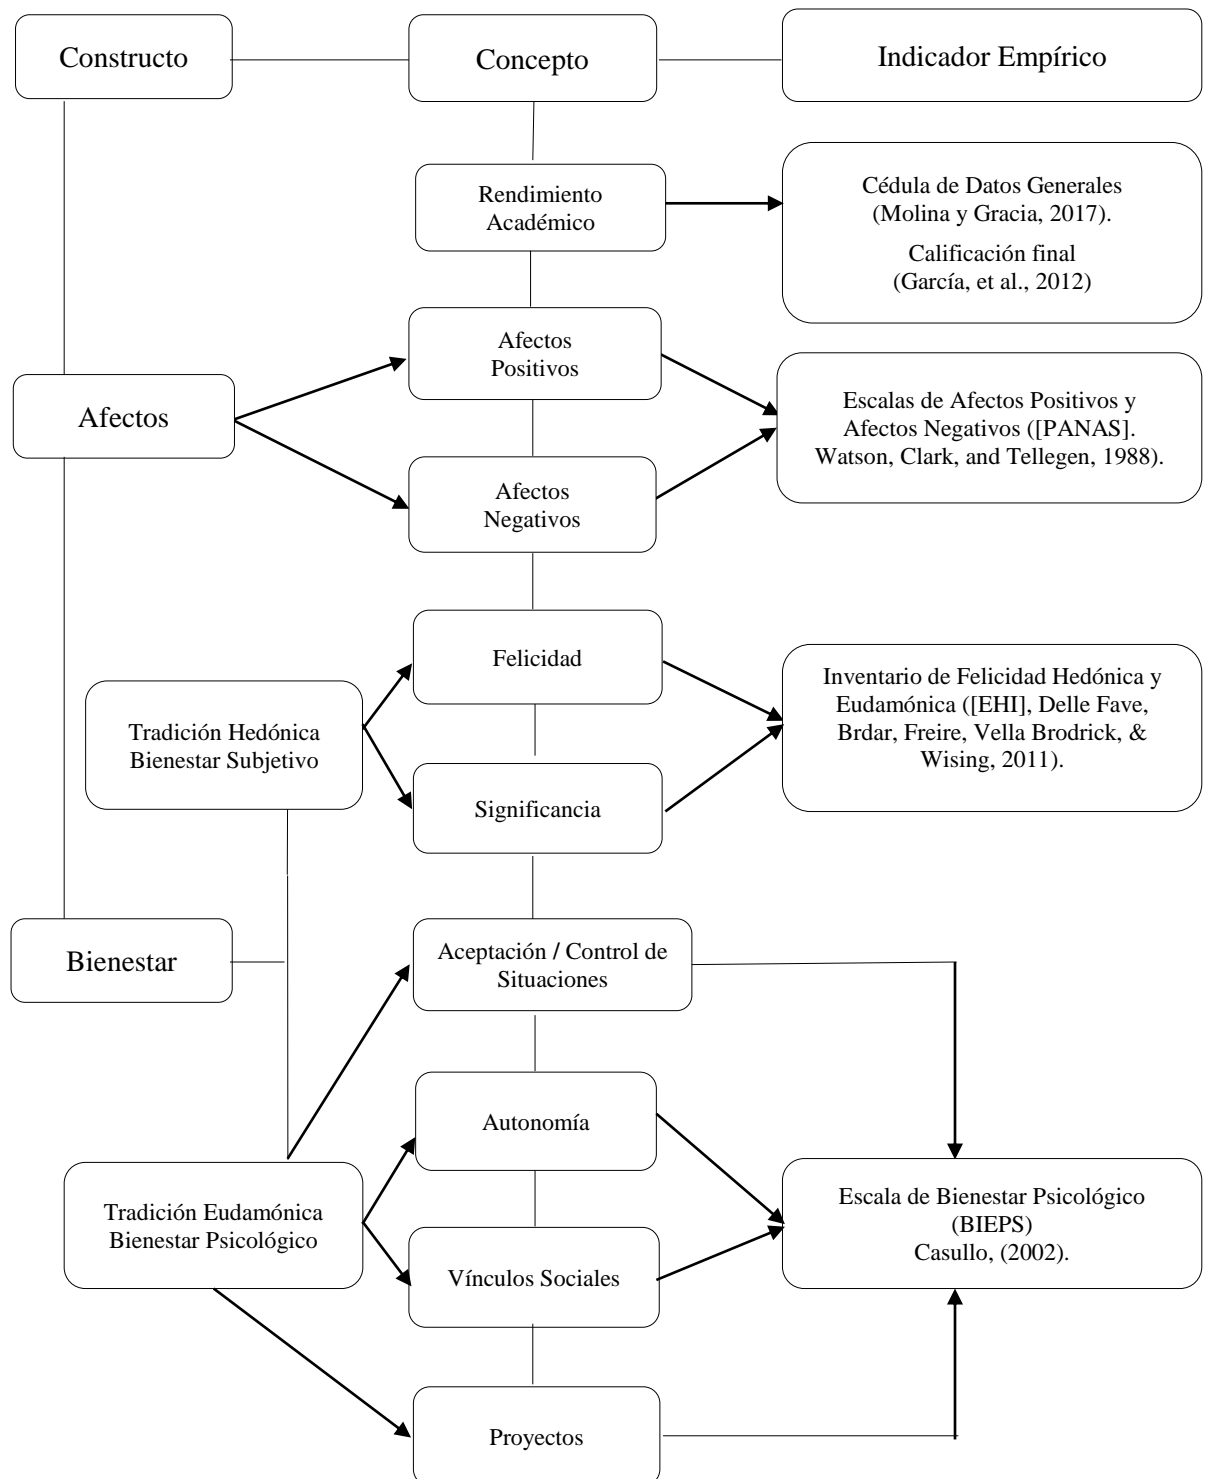 Constructo
Concepto
Indicador Empírico
Rendimiento
Académico
Cédula de Datos Generales
(Molina y Gracia, 2017).
Calificación final
(García, et al., 2012)
Afectos
Positivos
Afectos
Escalas de Afectos Positivos y
Afectos Negativos ([PANAS].
Watson, Clark, and Tellegen, 1988).
Afectos
Negativos
Felicidad
Tradición Hedónica
Bienestar Subjetivo
Inventario de Felicidad Hedónica y
Eudamónica ([EHI], Delle Fave,
Brdar, Freire, Vella Brodrick, &
Wising, 2011).
Significancia
Bienestar
Aceptación / Control de
Situaciones
Autonomía
Tradición Eudamónica
Bienestar Psicológico
Escala de Bienestar Psicológico
(BIEPS)
Casullo, (2002).
Vínculos Sociales
Proyectos